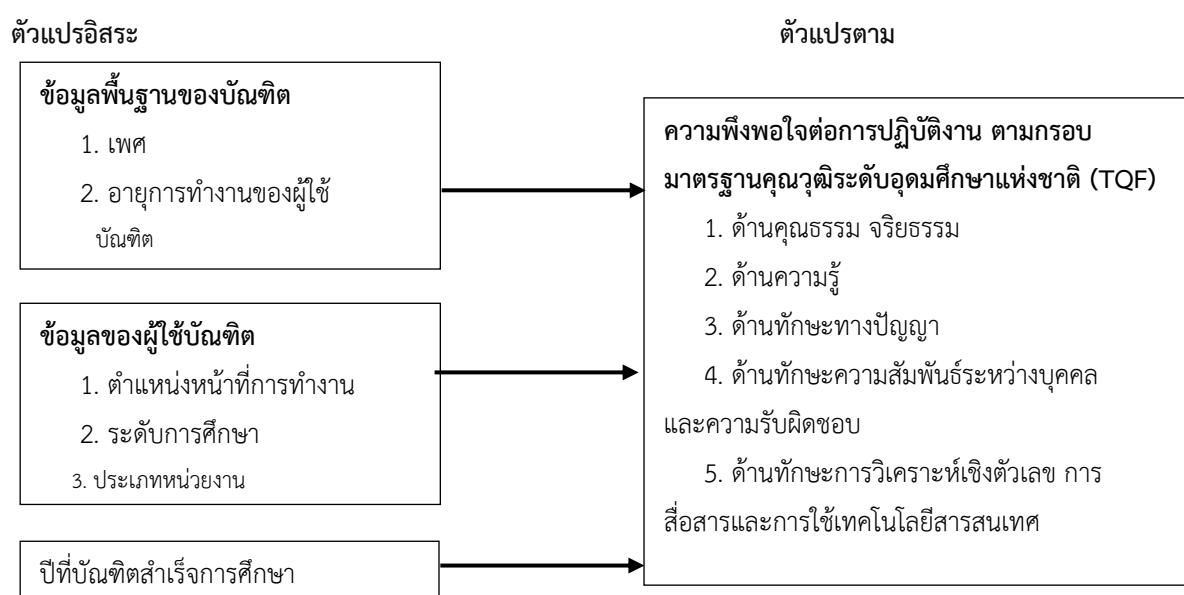 ตัวแปรอิสระ
ตัวแปรตาม
ข้อมูลพื้นฐานของบัณฑิต
1. เพศ
2. อายุการทำงานของผู้ใช้
บัณฑิต
ข้อมูลของผู้ใช้บัณฑิต
1. ตำแหน่งหน้าที่การทำงาน
2. ระดับการศึกษา
3. ประเภทหน่วยงาน
ปีที่บัณฑิตสำเร็จการศึกษา
ความพึงพอใจต่อการปฏิบัติงาน ตามกรอบ
มาตรฐานคุณวุฒิระดับอุดมศึกษาแห่งชาติ (TQF)
1. ด้านคุณธรรม จริยธรรม
2. ด้านความรู้
3. ด้านทักษะทางปัญญา
4. ด้านทักษะความสัมพันธ์ระหว่างบุคคล
และความรับผิดชอบ
5. ด้านทักษะการวิเคราะห์เชิงตัวเลข การ
สื่อสารและการใช้เทคโนโลยีสารสนเทศ